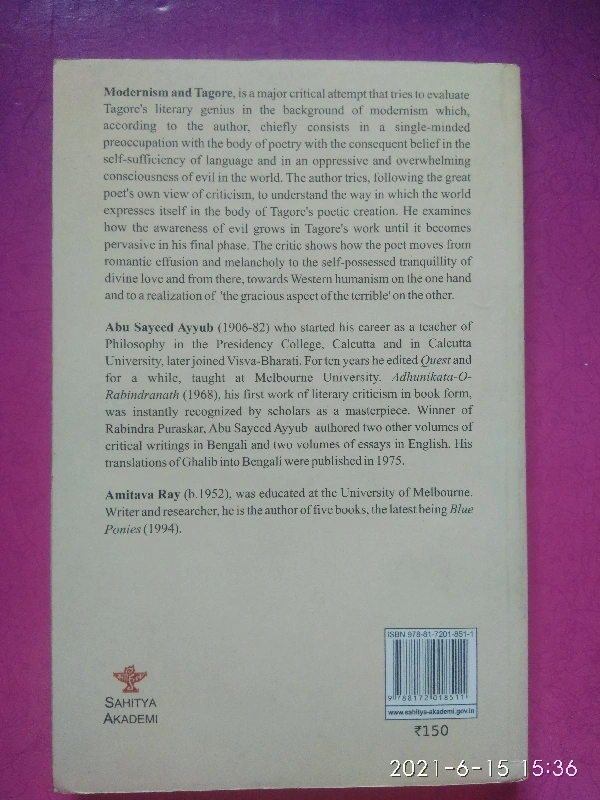 Modernism and Tagore, is a major critical attempt that tries to evaluate
Tagore's literary genius in the background of modernism which,
according to the author, chiefly consists in a single-minded
preoccupation with the body of poetry with the consequent belief in the
self-sufficiency of language and in an oppressive and overwhelming
consciousness of evil in the world. The author tries, following the great
poet's own view of criticism, to understand the way in which the world
expresses itself in the body of Tagore's poetic creation. He examines
how the awareness of evil grows in Tagore's work until it becomes
pervasive in his final phase. The critic shows how the poet moves from
romantic effusion and melancholy to the self-possessed tranquillity of
divine love and from there, towards Western humanism on the one hand
and to a realization of 'the gracious aspect of the terrible' on the other.
Abu Sayeed Ayyub (1906-82) who started his career as a teacher of
Philosophy in the Presidency College, Calcutta and in Calcutta
University, later joined Visva-Bharati. For ten years he edited Quest and
for a while, taught at Melbourne University. Adhunikata-O-
Rabindranath (1968), his first work of literary criticism in book form,
was instantly recognized by scholars as a masterpiece. Winner of
Rabindra Puraskar, Abu Sayeed Ayyub authored two other volumes of
critical writings in Bengali and two volumes of essays in English. His
translations of Ghalib into Bengali were published in 1975.
Amitava Ray (b.1952), was educated at the University of Melbourne.
Writer and researcher, he is the author of five books, the latest being Blue
Ponies (1994).
ISBN 978-81-7201-851-1
9 788172 018511
www.sahitya-akademi.gov.in
₹150
SAHITYA
AKADEMI
2021-6-15 15:36